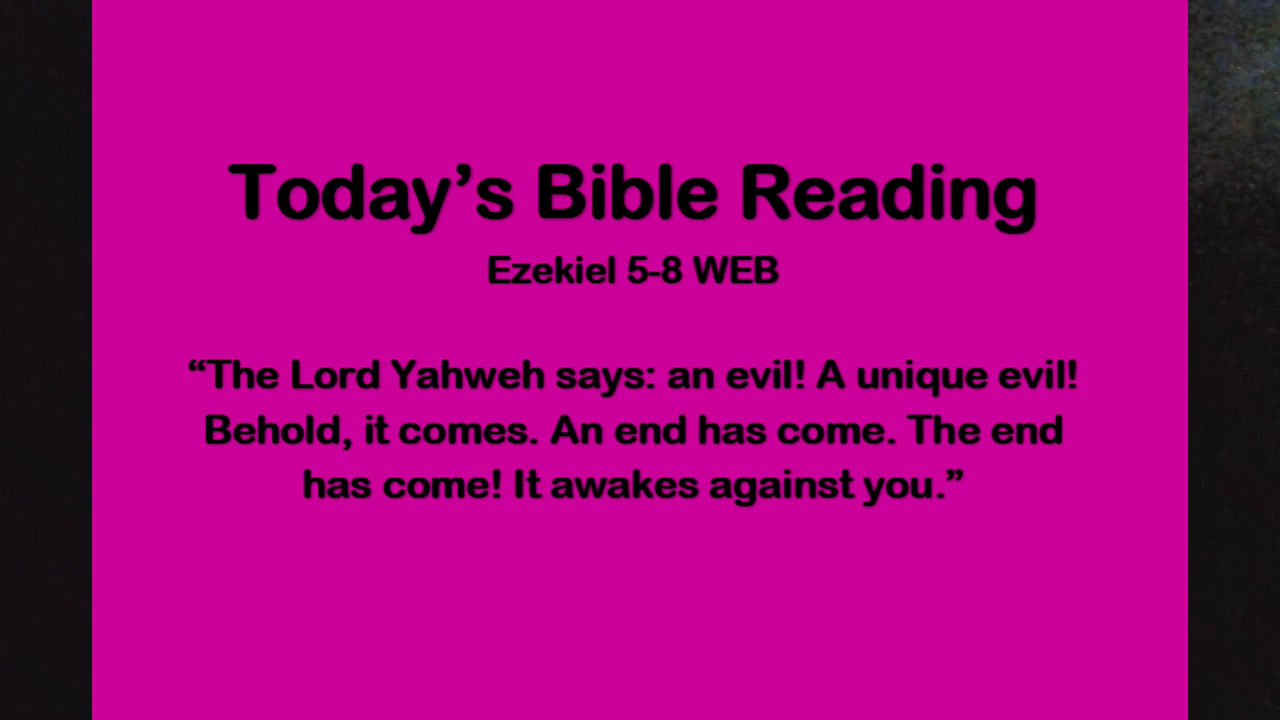 Today’s Bible Reading
Ezekiel 5-8 WEB
“The Lord Yahweh says: an evil! A unique evil!
Behold, it comes. An end has come. The end
has come! It awakes against you.”